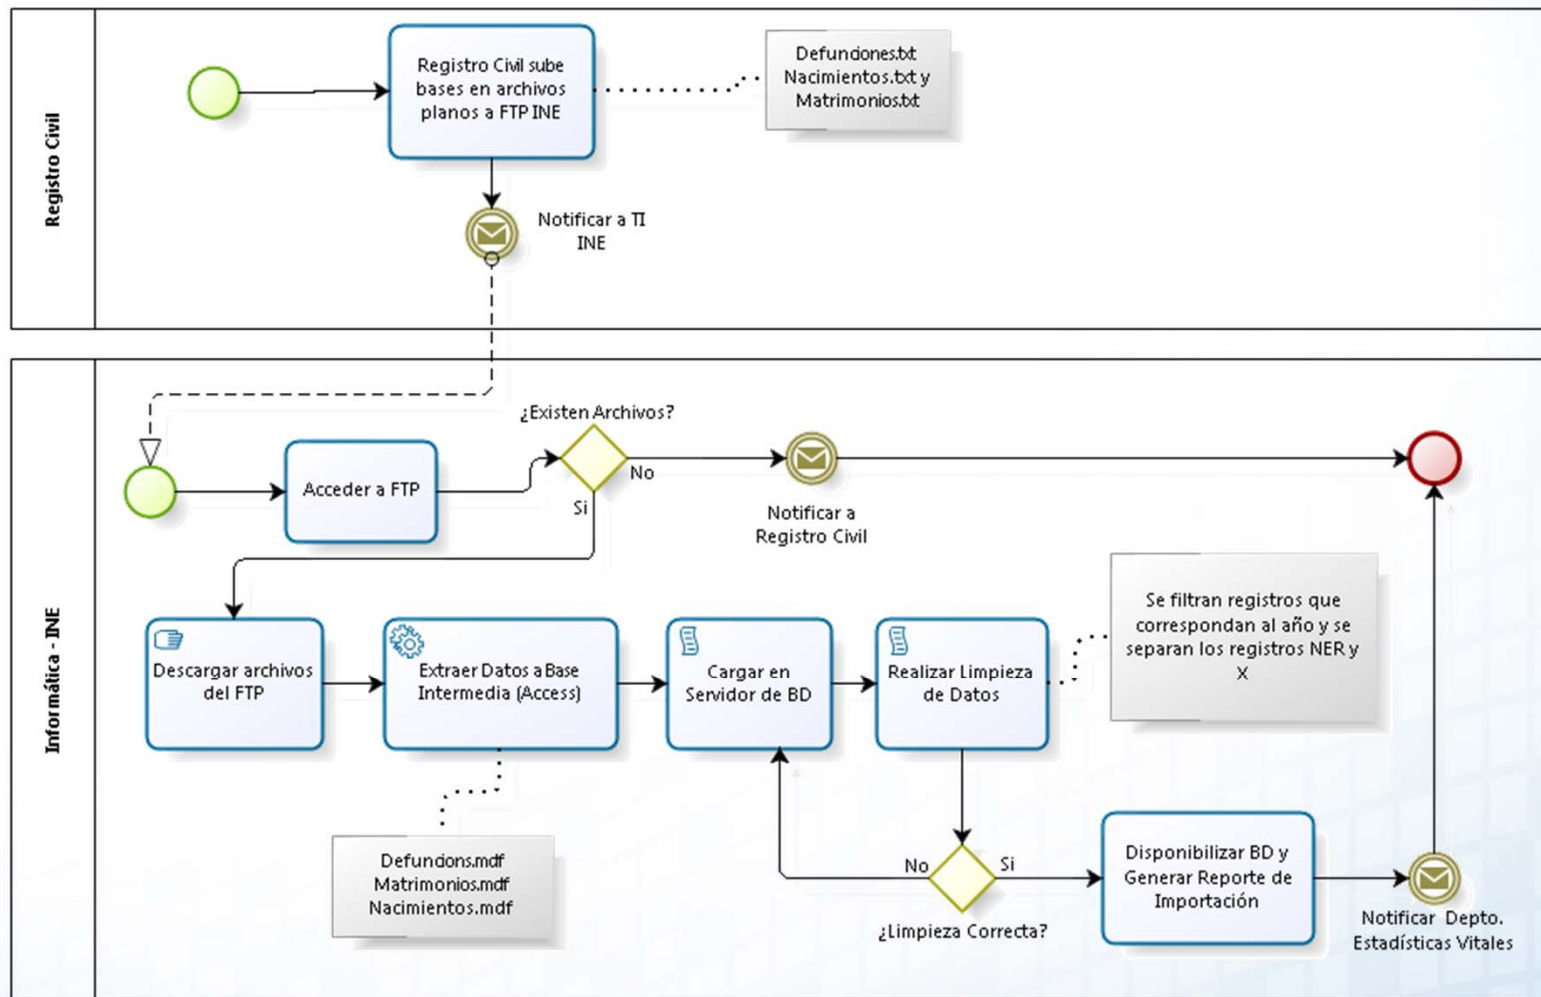 Registro Civil
Registro Civil sube
bases en archivos
planos a FTP INE
Defunciones.txt
Nacimientos.txt y
Matrimonios.txt
Notificar a TI
INE
Informática - INE
¿Existen Archivos?
Acceder a FTP
No
Si
Notificar a
Registro Civil
Descargar archivos
del FTP
Extraer Datos a Base
Intermedia (Access)
Cargar en
Servidor de BD
Realizar Limpieza
de Datos
Se filtran registros que
correspondan al año y se
separan los registros NER y
X
Defuncions.mdf
Matrimonios.mdf
Nacimientos.mdf
No
Si
¿Limpieza Correcta?
Disponibilizar BD y
Generar Reporte de
Importación
Notificar Depto.
Estadísticas Vitales